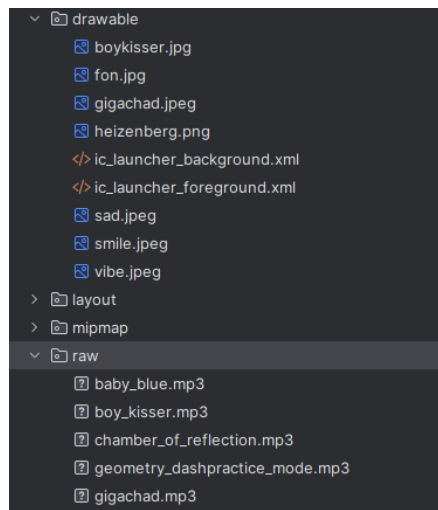 drawable
boykisser.jpg
fon.jpg
gigachad.jpeg
heizenberg.png
ic_launcher_background.xml
ic_launcher_foreground.xml
sad.jpeg
smile.jpeg
vibe.jpeg
layout
mipmap
raw
baby_blue.mp3
boy_kisser.mp3
chamber_of_reflection.mp3
geometry_dashpractice_mode.mp3
gigachad.mp3